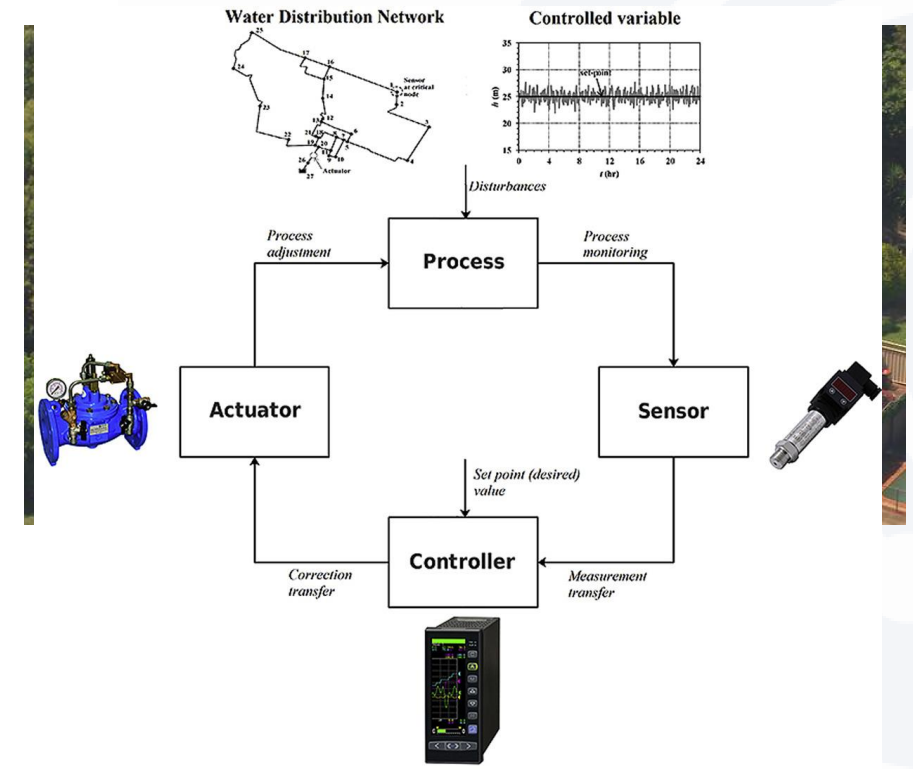 Water Distribution Network
Controlled variable
25
17
16
24
15
1
Sensor
at critical
node
2
14
23
13
12
3
21
18
6
22
19
20
5
11
9
10
4
26
27
Actuator
35
30
25
20
15
h (m)
set-point
0 4 8 12 16 20 24
t (hr)
Disturbances
Process
adjustment
Process
Process
monitoring
Actuator
Sensor
Set point (desired)
value
Controller
Correction
transfer
Measurement
transfer